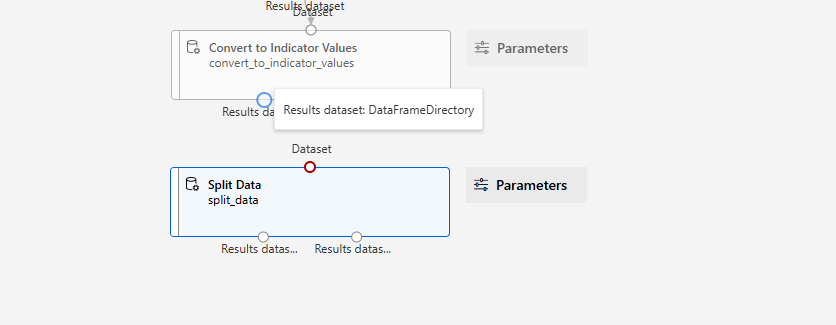 Results dataset
Dataset
Convert to Indicator Values
convert_to_indicator_values
Parameters
Results da
Results dataset: DataFrameDirectory
Dataset
Split Data
split_data
Parameters
Results datas...
Results datas...